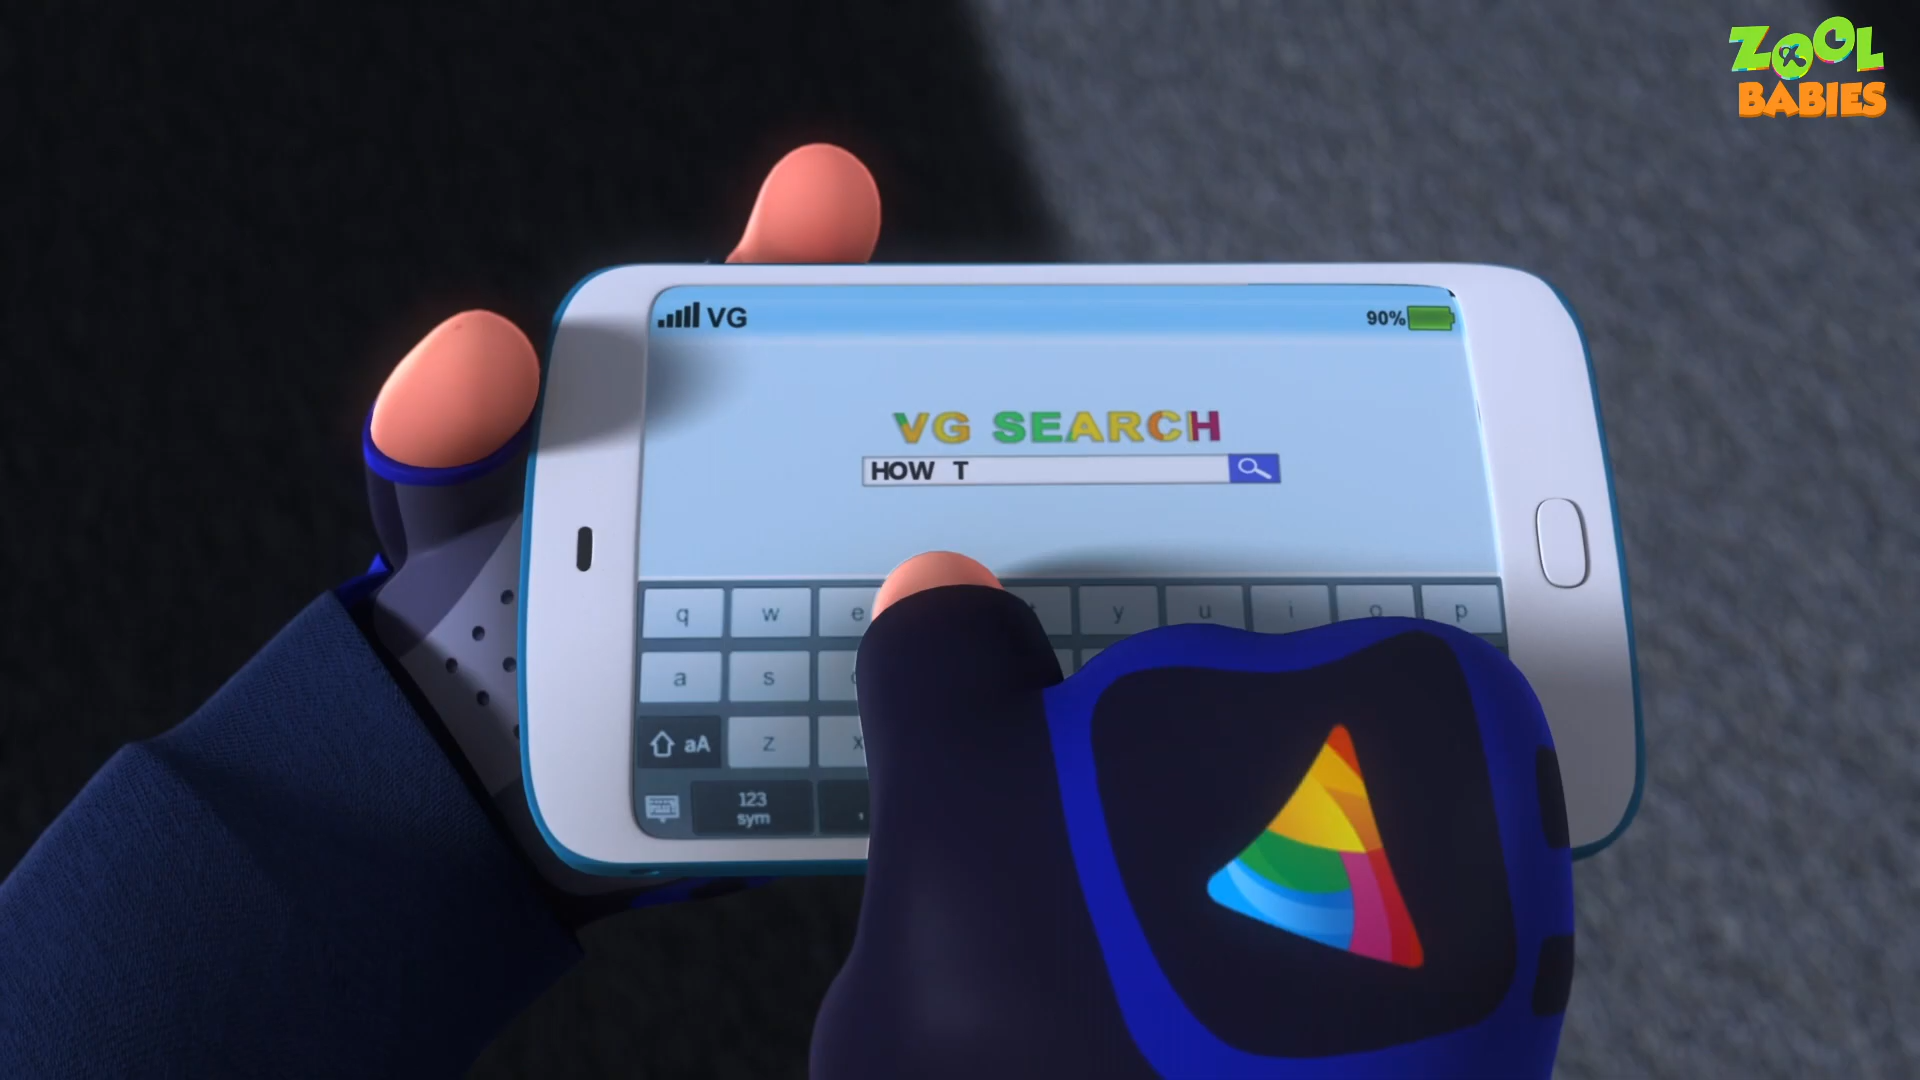 ZOOL
BABIES
VG
90%
VG SEARCH
HOW T
q w e t y u i o p
a s
aA z x
123
sym ,